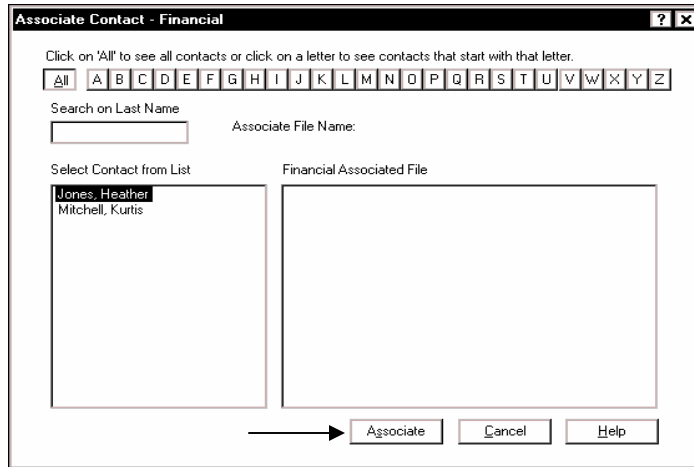 Associate Contact - Financial
? X
Click on 'All' to see all contacts or click on a letter to see contacts that start with that letter.
All A B C D E F G H I J K L M N O P Q R S T U V W X Y Z
Search on Last Name
Associate File Name:
Select Contact from List Financial Associated File
Jones, Heather
Mitchell, Kurtis
Associate Cancel Help